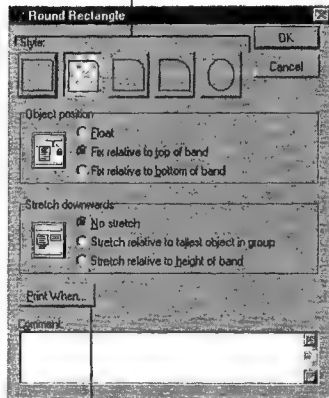 Round Rectangle
Style:
OK
Cancel
Object position
Float
Fix relative to top of band
Fix relative to bottom of band
Stretch downwards
No stretch
Stretch relative to tallest object in group
Stretch relative to height of band
Print When...
Comment: